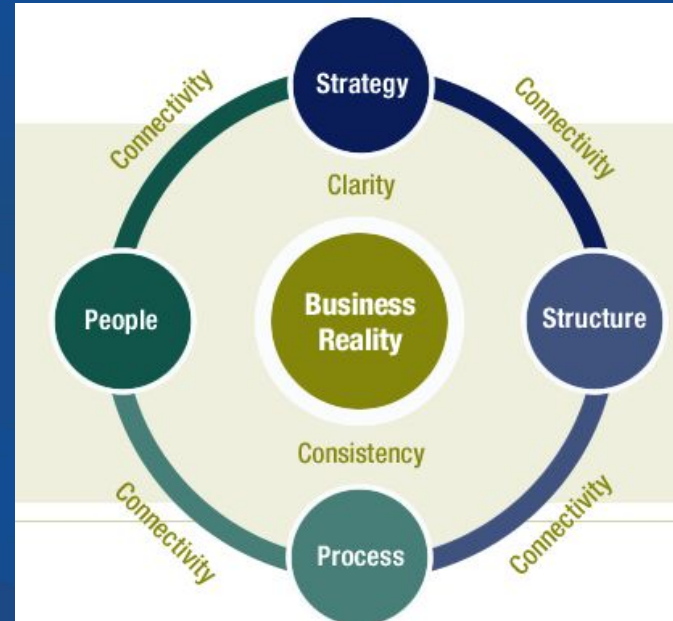 Strategy
Connectivity
Connectivity
Clarity
People
Business
Reality
Structure
Consistency
Connectivity
Connectivity
Process